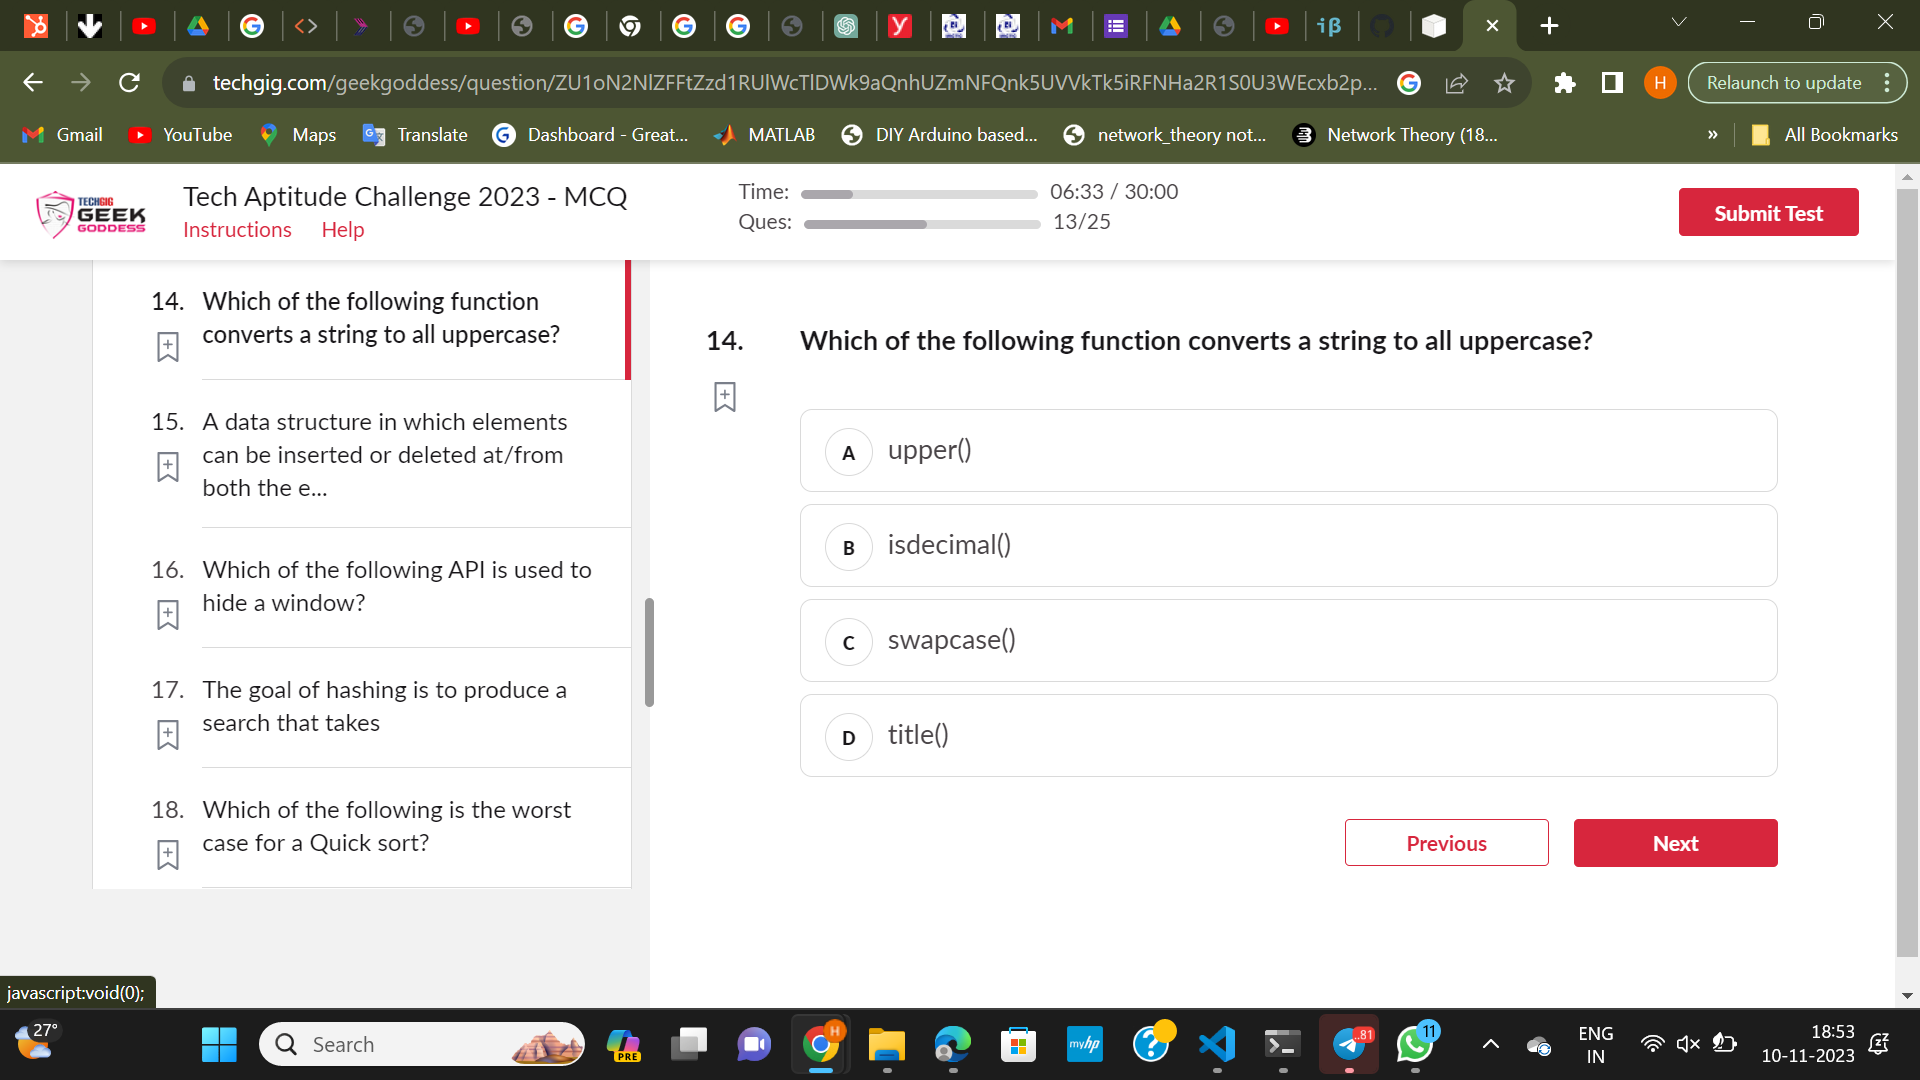 techgig.com/geekgoddess/question/ZU1oN2NlZFFtZzd1RUlWcTlDWk9aQnhUZmNFQnk5UVVkTk5iRFNHa2R1S0U3WEcxb2p...
H
Relaunch to update
Gmail
YouTube
Maps
Translate
Dashboard - Great...
MATLAB
DIY Arduino based...
network_theory not...
Network Theory (18...
»
All Bookmarks
TECHGIG
GEEK
GODDESS
Tech Aptitude Challenge 2023 - MCQ
Instructions
Help
Time:
06:33 / 30:00
Ques:
13/25
Submit Test
14. Which of the following function
converts a string to all uppercase?
15. A data structure in which elements
can be inserted or deleted at/from
both the e...
16. Which of the following API is used to
hide a window?
17. The goal of hashing is to produce a
search that takes
18. Which of the following is the worst
case for a Quick sort?
14. Which of the following function converts a string to all uppercase?
A upper()
B isdecimal()
C swapcase()
D title()
Previous
Next
javascript:void(0);
27°
Search
PRE
H
myhp
81
11
ENG
IN
18:53
10-11-2023